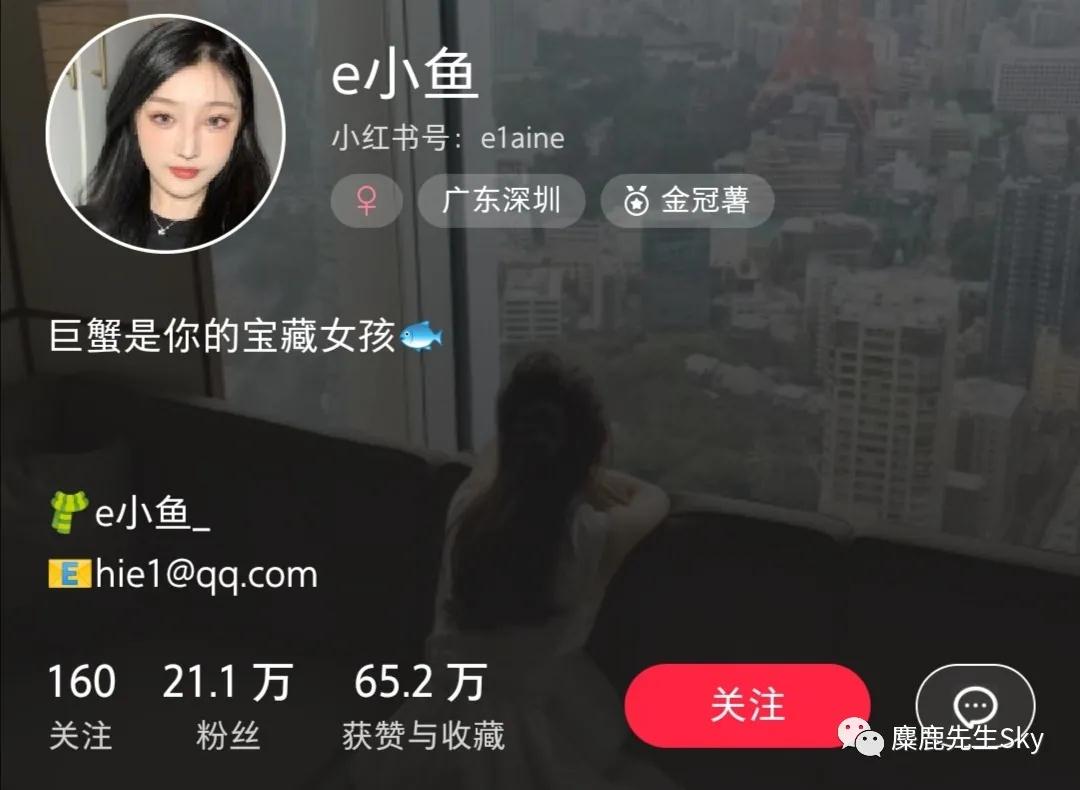 e小鱼
小红书号：e1aine
♀ 广东深圳 金冠薯
巨蟹是你的宝藏女孩🐟
🧣e小鱼_
📧hie1@qq.com
160 21.1 万 65.2 万
关注 粉丝 获赞与收藏
关注
麋鹿先生Sky